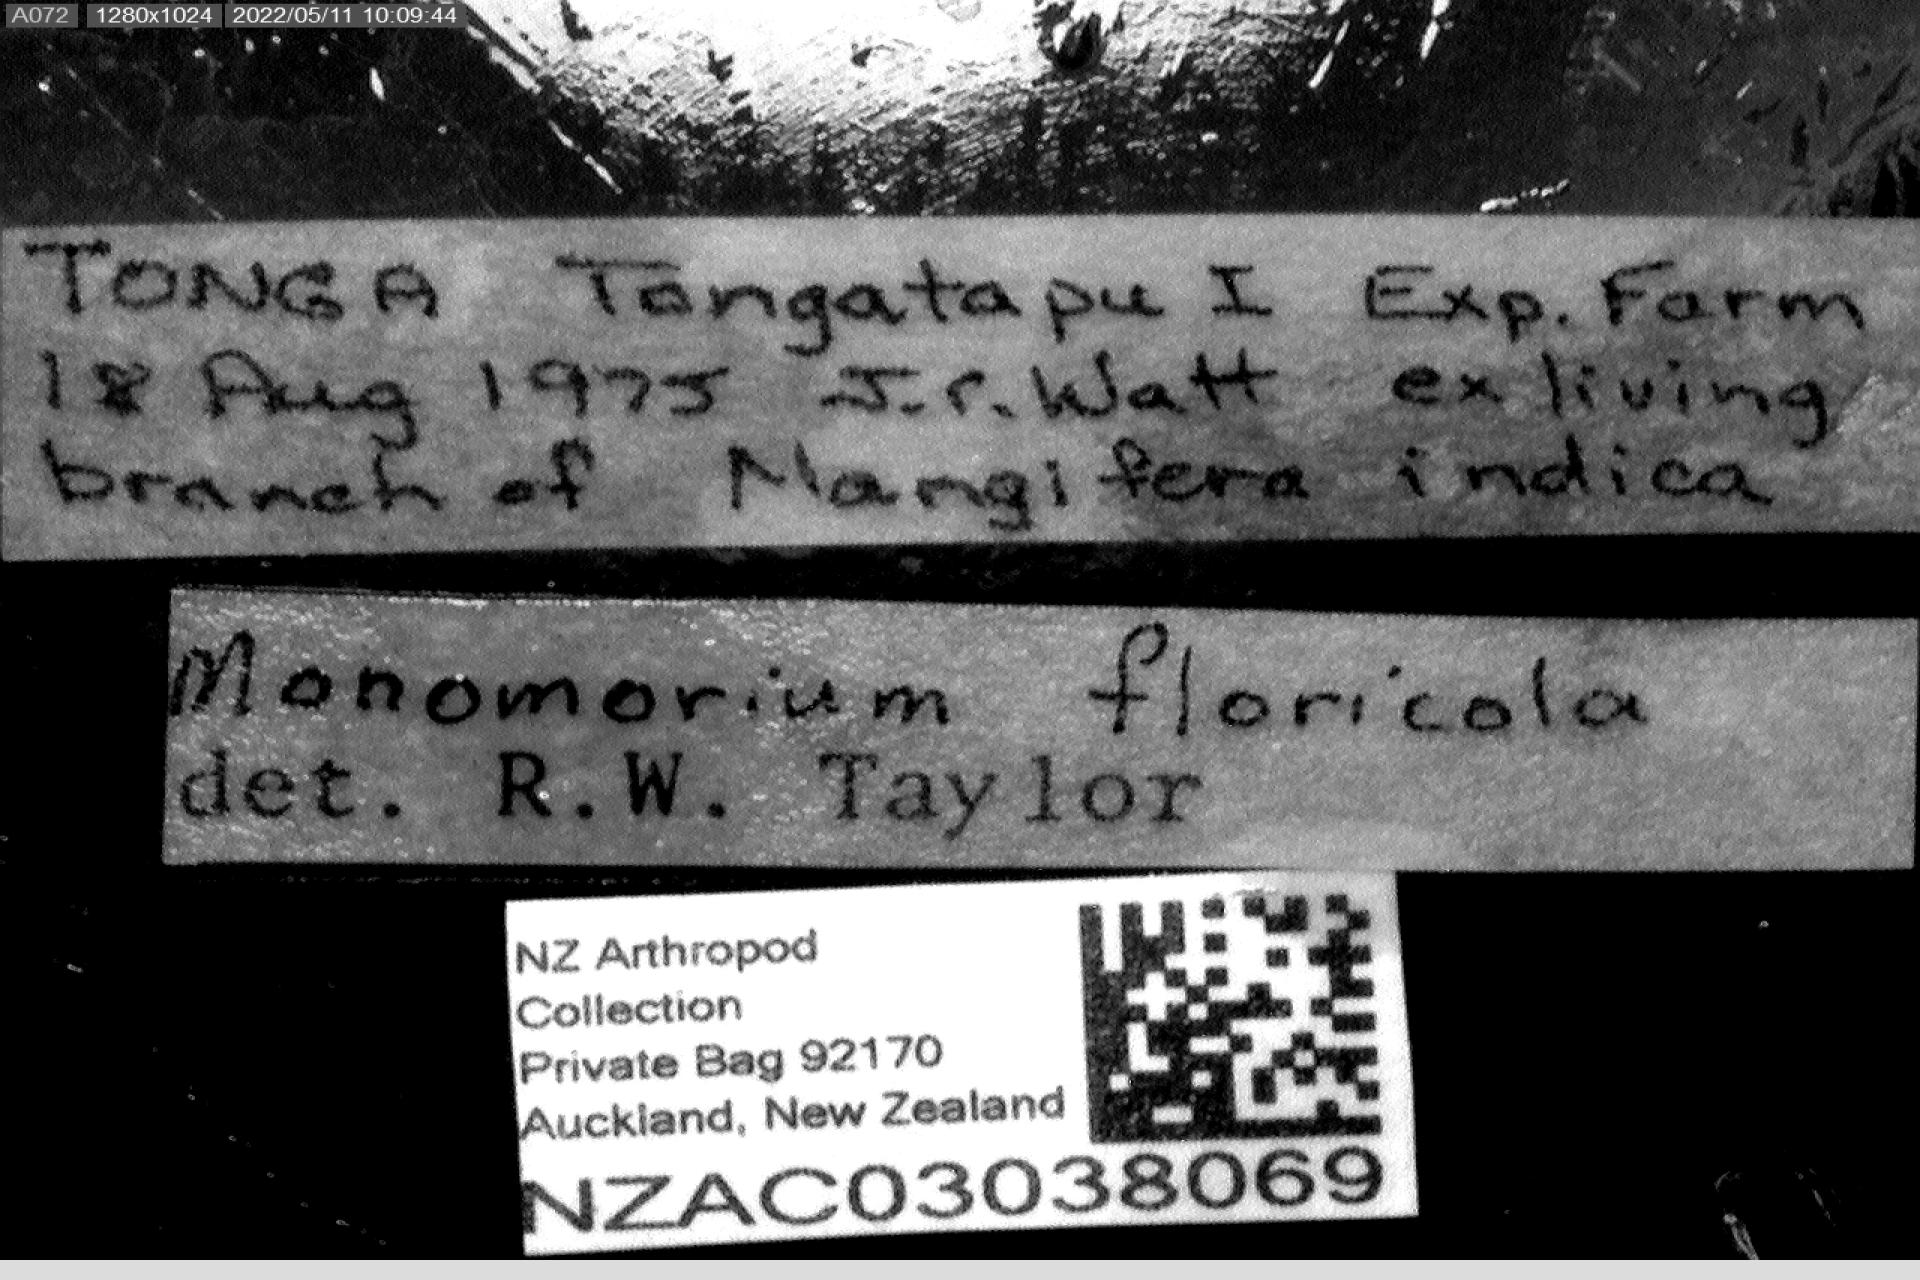 A072 1280x1024 2022/05/11 10:09:44
TONGA Tongatapu I Exp. Farm
18 Aug 1975 J.C. Watt ex living
branch of Mangifera indica
Monomorium floricola
det. R.W. Taylor
NZ Arthropod
Collection
Private Bag 92170
Auckland, New Zealand
NZAC03038069